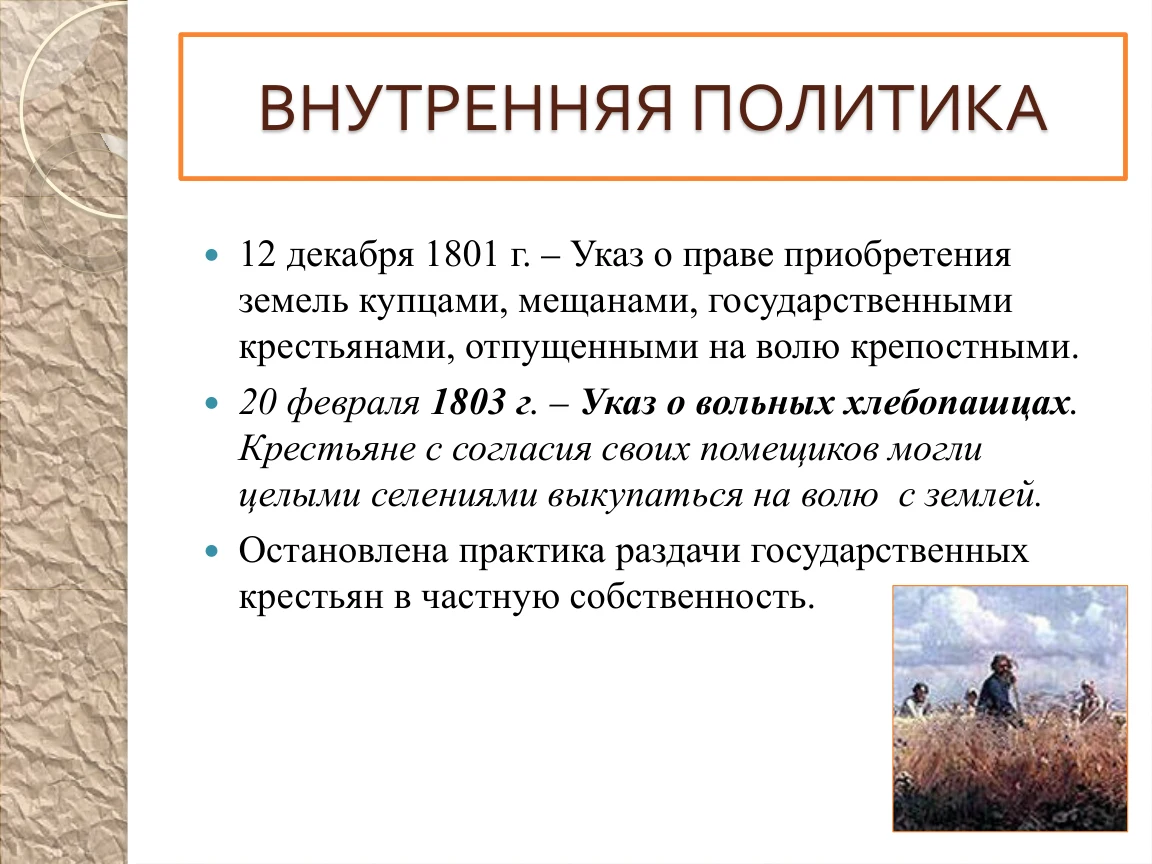 ВНУТРЕННЯЯ ПОЛИТИКА
• 12 декабря 1801 г. – Указ о праве приобретения
земель купцами, мещанами, государственными
крестьянами, отпущенными на волю крепостными.
• 20 февраля 1803 г. – Указ о вольных хлебопашцах.
Крестьяне с согласия своих помещиков могли
целыми селениями выкупаться на волю  с землей.
• Остановлена практика раздачи государственных
крестьян в частную собственность.